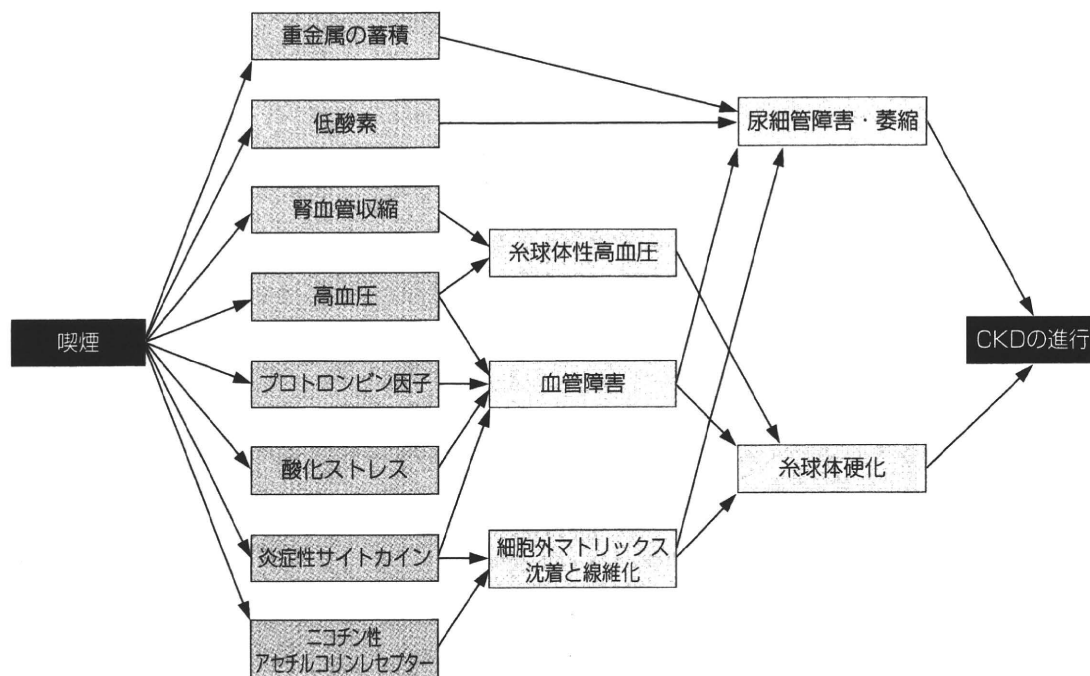 重金属の蓄積
低酸素
腎血管収縮
高血圧
プロトロンビン因子
酸化ストレス
炎症性サイトカイン
ニコチン性
アセチルコリンレセプター
喫煙
糸球体性高血圧
血管障害
細胞外マトリックス
沈着と線維化
尿細管障害・萎縮
糸球体硬化
CKDの進行